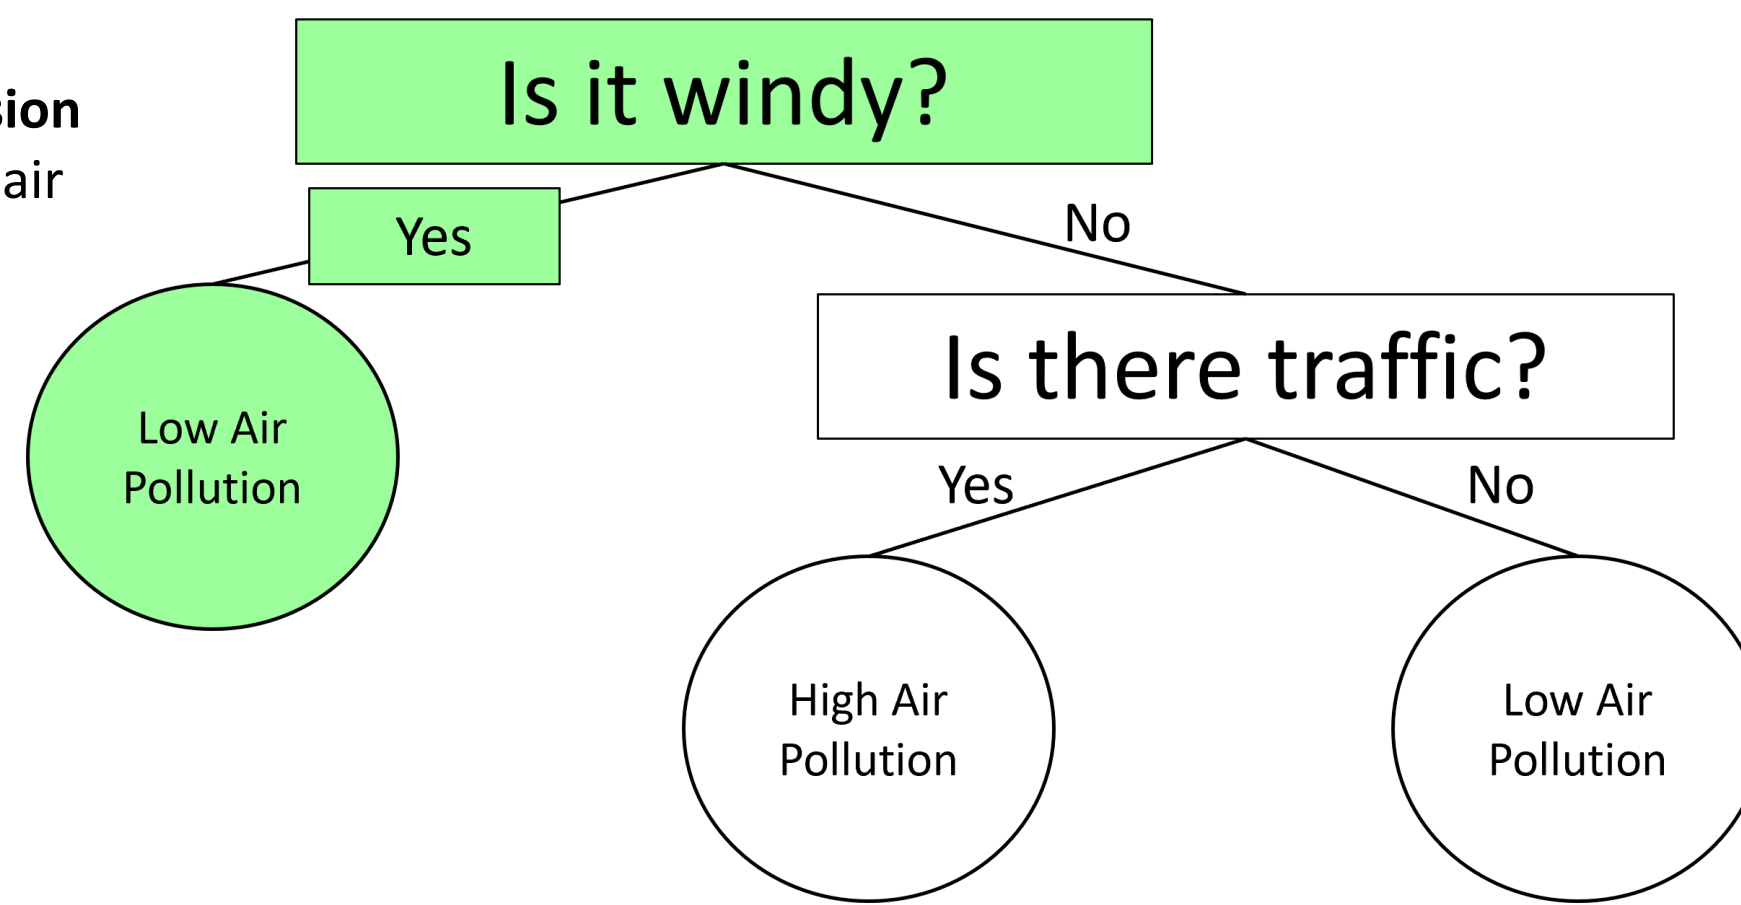 Is it windy?
sion
air
Yes
No
Is there traffic?
Low Air
Pollution
Yes
No
High Air
Pollution
Low Air
Pollution